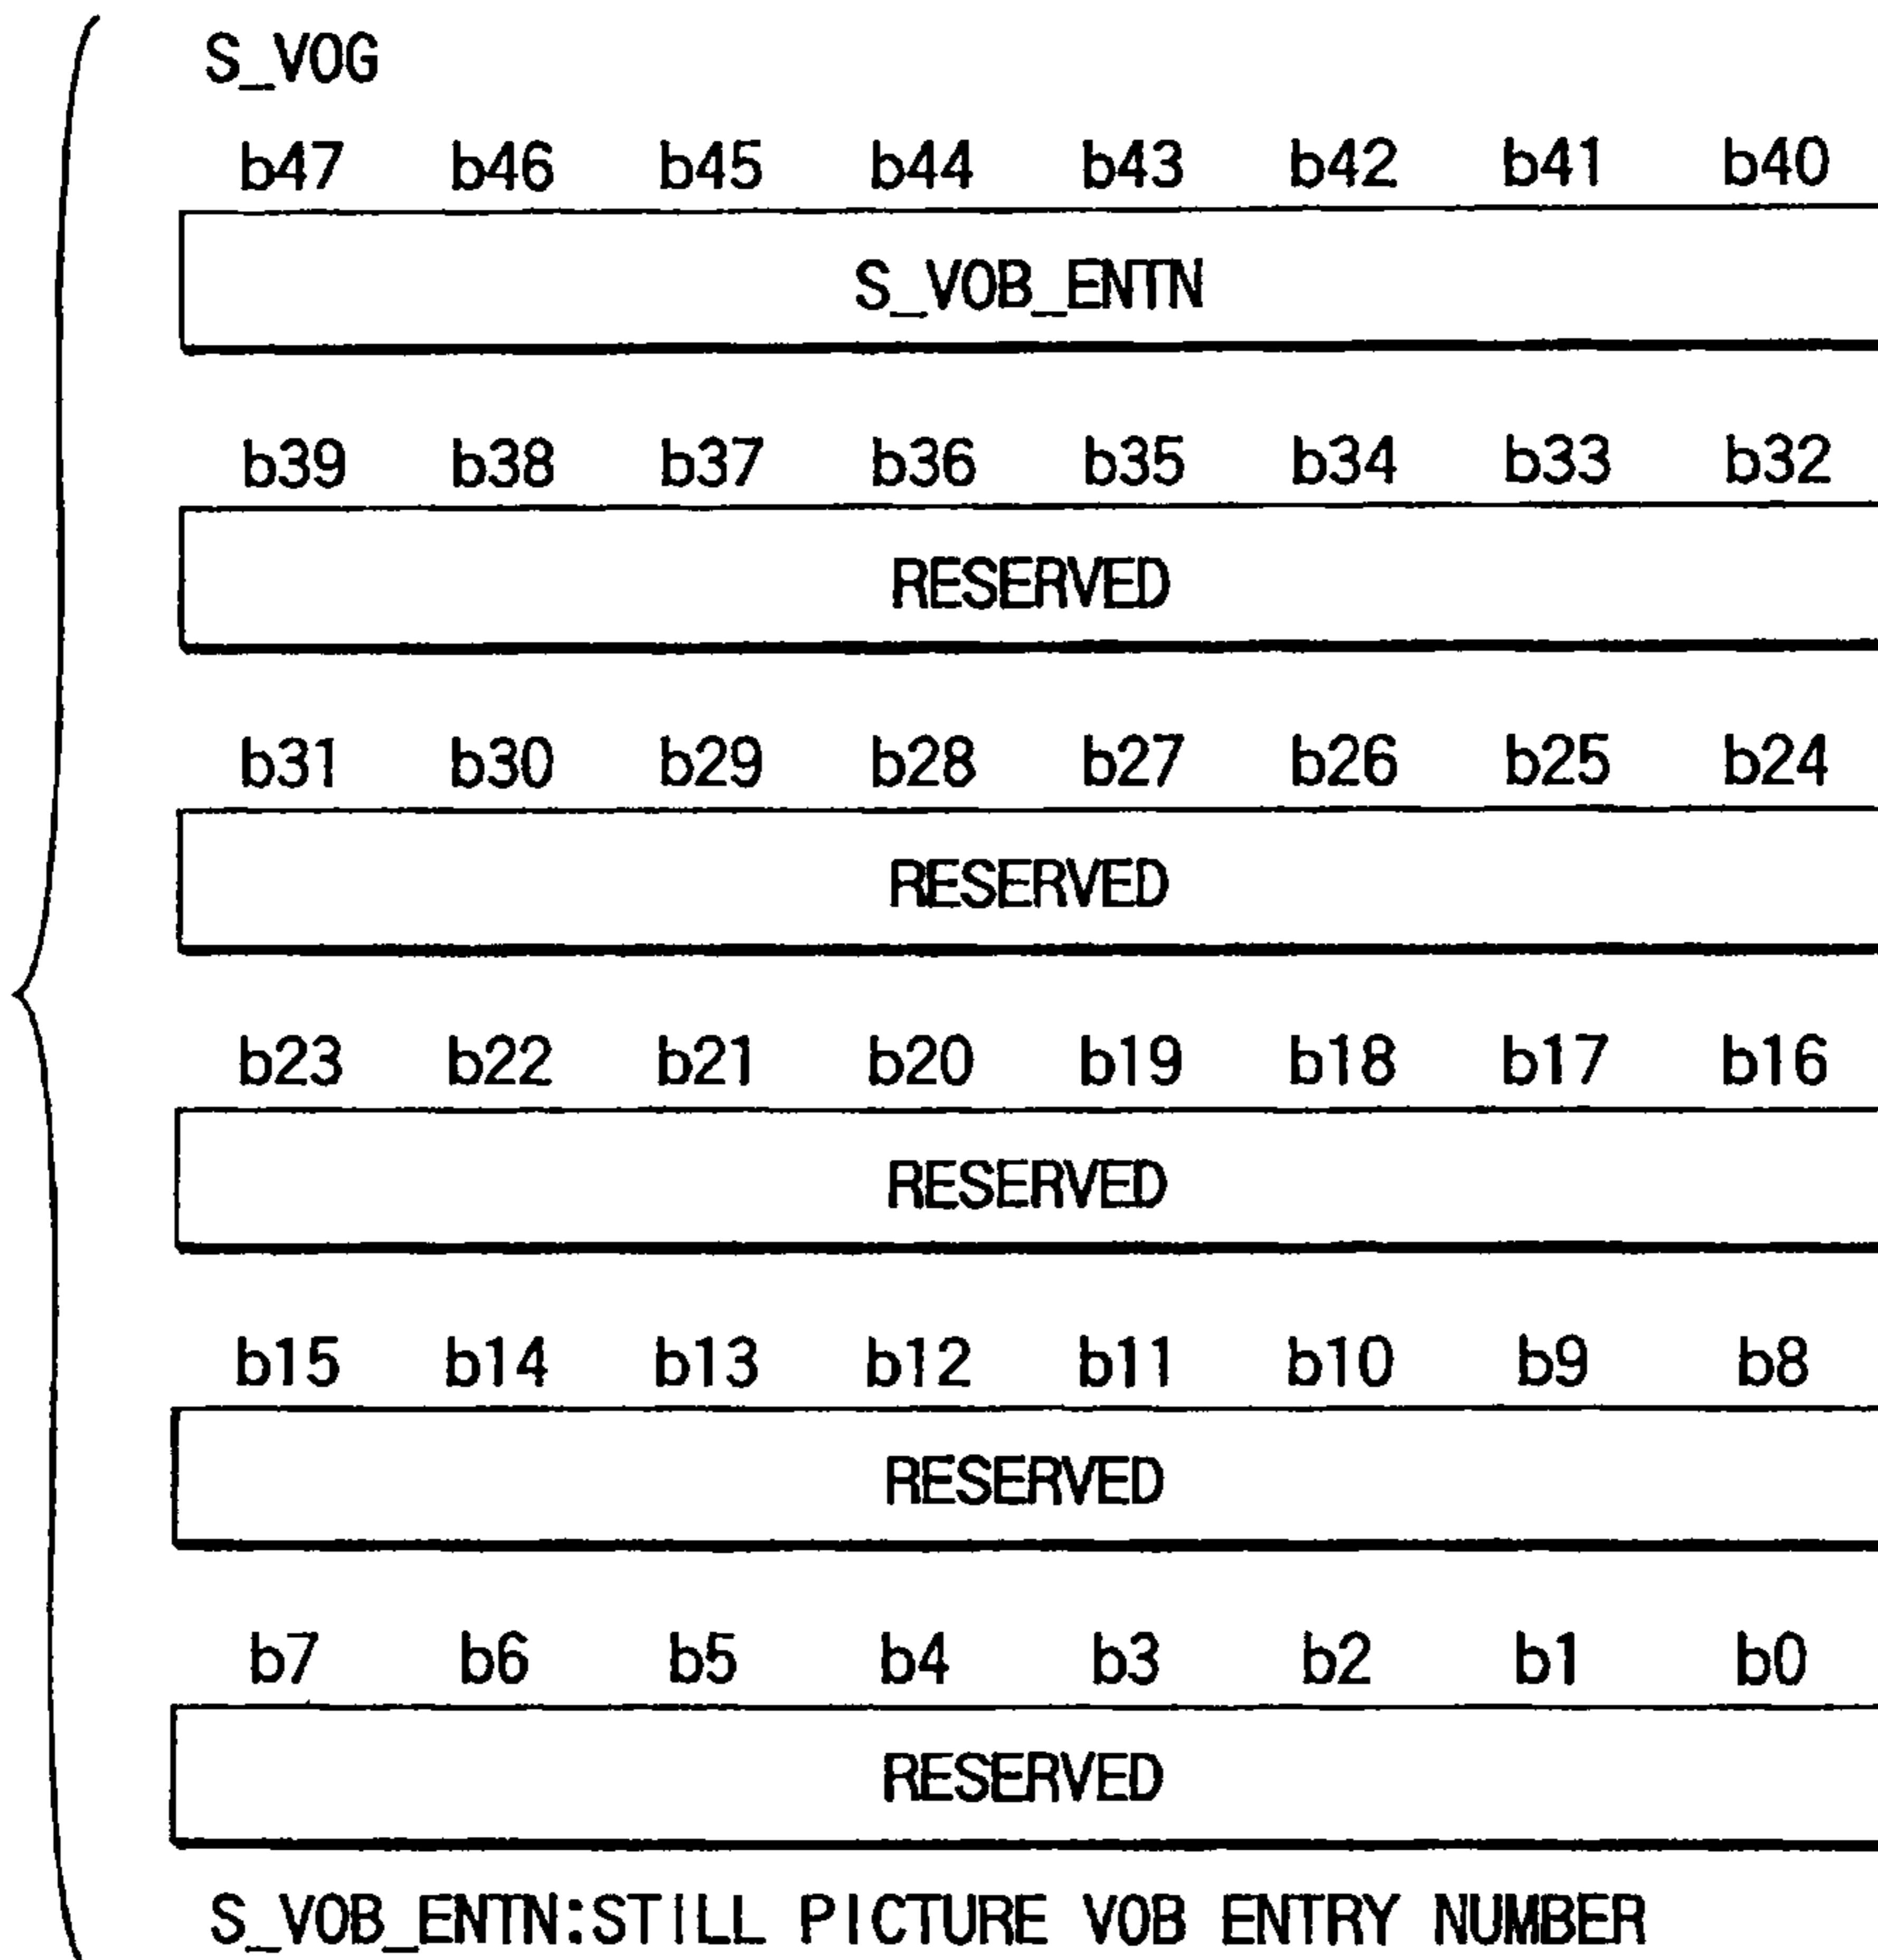 S_VOG
b47 b46 b45 b44 b43 b42 b41 b40
S_VOB_ENTN
b39 b38 b37 b36 b35 b34 b33 b32
RESERVED
b31 b30 b29 b28 b27 b26 b25 b24
RESERVED
b23 b22 b21 b20 b19 b18 b17 b16
RESERVED
b15 b14 b13 b12 b11 b10 b9 b8
RESERVED
b7 b6 b5 b4 b3 b2 b1 b0
RESERVED
S_VOB_ENTN:STILL PICTURE VOB ENTRY NUMBER